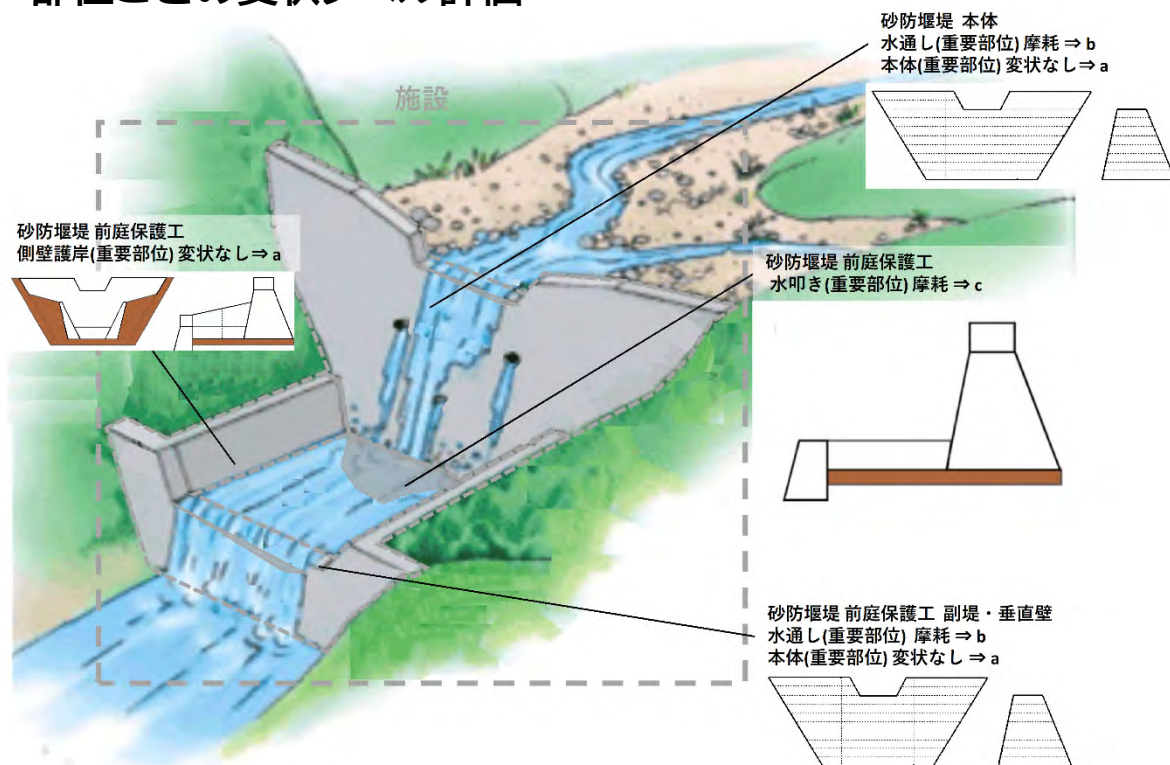 施設
砂防堰堤 本体
水通し(重要部位) 摩耗 ⇒ b
本体(重要部位) 変状なし⇒ a
砂防堰堤 前庭保護工
側壁護岸(重要部位) 変状なし⇒ a
砂防堰堤 前庭保護工
水叩き(重要部位) 摩耗 ⇒ c
砂防堰堤 前庭保護工 副堤・垂直壁
水通し(重要部位) 摩耗 ⇒ b
本体(重要部位) 変状なし ⇒ a